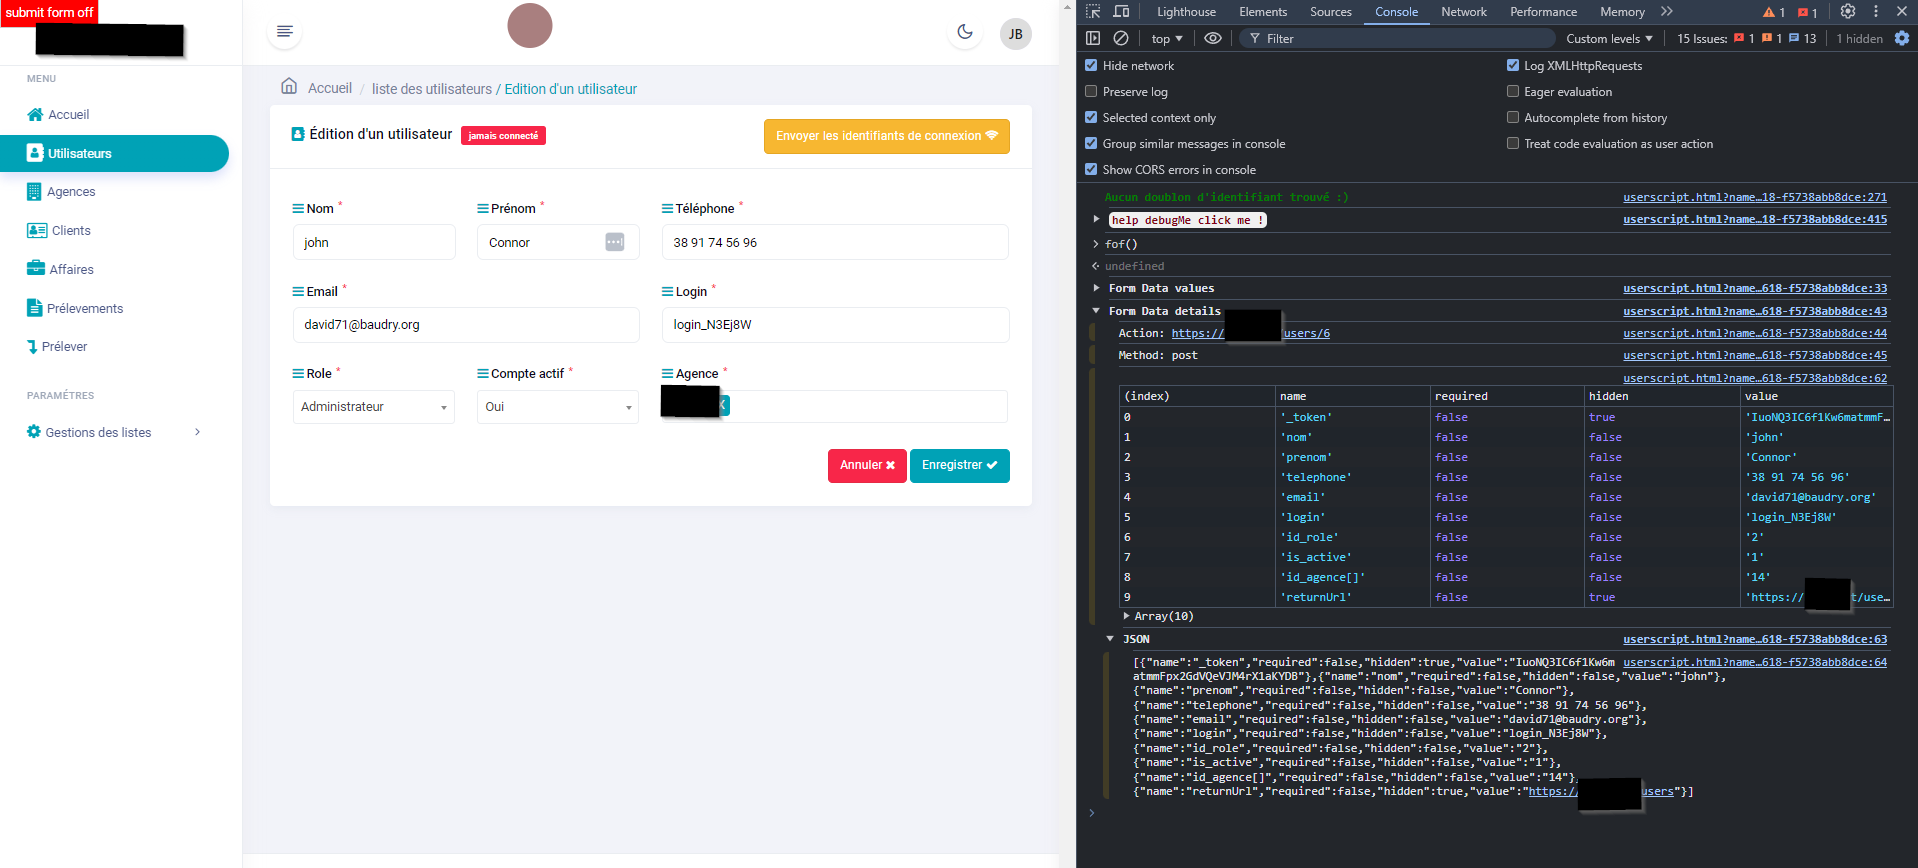 submit form off
MENU
Accueil
Utilisateurs
Agences
Clients
Affaires
Prélevements
Prélever
PARAMÉTRES
Gestions des listes
JB
Accueil / liste des utilisateurs / Edition d'un utilisateur
Édition d'un utilisateur jamais connecté
Envoyer les identifiants de connexion
Nom * Prénom * Téléphone *
john Connor 38 91 74 56 96
Email * Login *
david71@baudry.org login_N3Ej8W
Role * Compte actif * Agence *
Administrateur Oui
Annuler Enregistrer
Lighthouse Elements Sources Console Network Performance Memory 1 1
top Filter Custom levels 15 Issues: 1 1 13 1 hidden
Hide network Log XMLHttpRequests
Preserve log Eager evaluation
Selected context only Autocomplete from history
Group similar messages in console Treat code evaluation as user action
Show CORS errors in console
Aucun doublon d'identifiant trouvé :) userscript.html?name…18-f5738abb8dce:271
help debugMe click me ! userscript.html?name…18-f5738abb8dce:415
fof()
undefined
Form Data values userscript.html?name…618-f5738abb8dce:33
Form Data details userscript.html?name…618-f5738abb8dce:43
Action: https:// users/6 userscript.html?name…618-f5738abb8dce:44
Method: post userscript.html?name…618-f5738abb8dce:45
userscript.html?name…618-f5738abb8dce:62
(index) name required hidden value
0 '_token' false true 'IuoNQ3IC6f1Kw6matmmF…
1 'nom' false false 'john'
2 'prenom' false false 'Connor'
3 'telephone' false false '38 91 74 56 96'
4 'email' false false 'david71@baudry.org'
5 'login' false false 'login_N3Ej8W'
6 'id_role' false false '2'
7 'is_active' false false '1'
8 'id_agence[]' false false '14'
9 'returnUrl' false true 'https:// t/use…
Array(10)
JSON userscript.html?name…618-f5738abb8dce:63
[{"name":"_token","required":false,"hidden":true,"value":"IuoNQ3IC6f1Kw6m userscript.html?name…618-f5738abb8dce:64
atmmFpx2GdVQeVJM4rX1aKYDB"},{"name":"nom","required":false,"hidden":false,"value":"john"},
{"name":"prenom","required":false,"hidden":false,"value":"Connor"},
{"name":"telephone","required":false,"hidden":false,"value":"38 91 74 56 96"},
{"name":"email","required":false,"hidden":false,"value":"david71@baudry.org"},
{"name":"login","required":false,"hidden":false,"value":"login_N3Ej8W"},
{"name":"id_role","required":false,"hidden":false,"value":"2"},
{"name":"is_active","required":false,"hidden":false,"value":"1"},
{"name":"id_agence[]","required":false,"hidden":false,"value":"14"}
{"name":"returnUrl","required":false,"hidden":true,"value":"https:// users"}]